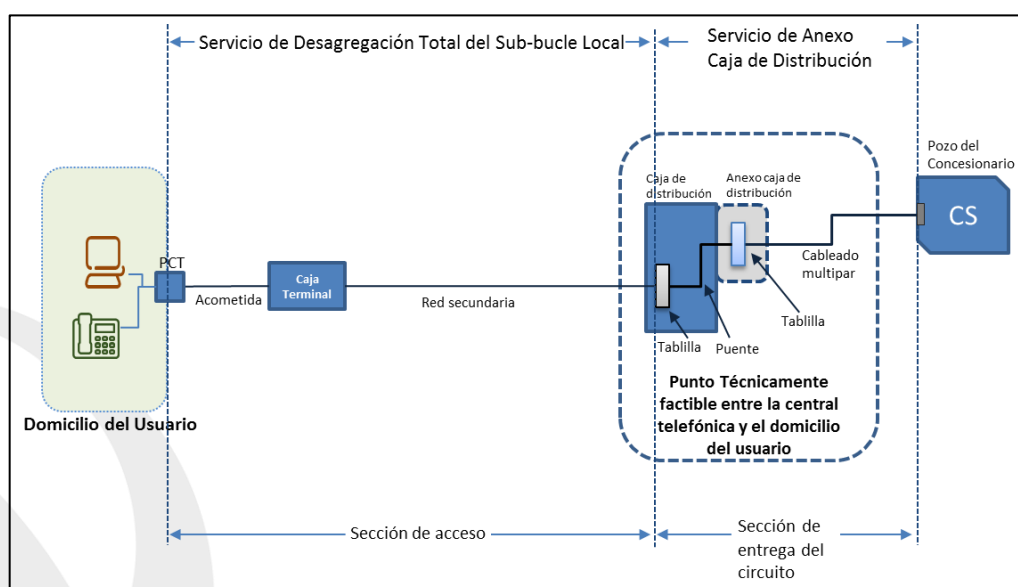 Servicio de Desagregación Total del Sub-bucle Local
Servicio de Anexo
Caja de Distribución
Pozo del
Concesionario
CS
Caja de
distribución
Anexo caja de
distribución
PCT
Acometida
Caja
Terminal
Red secundaria
Cableado
multipar
Tablilla
Tablilla
Puente
Punto Técnicamente
factible entre la central
telefónica y el domicilio
del usuario
Domicilio del Usuario
Sección de acceso
Sección de
entrega del
circuito